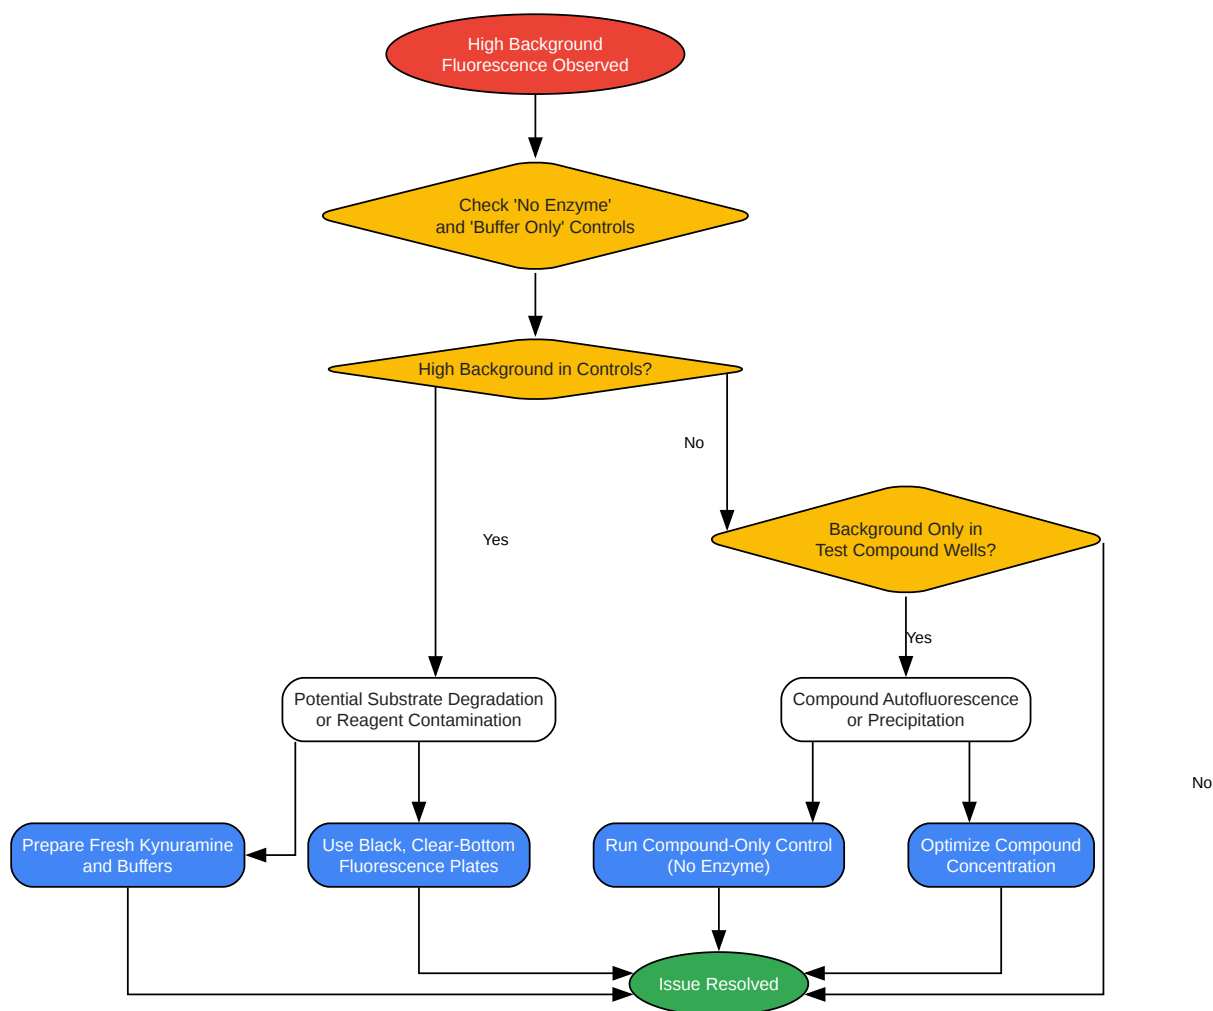 High Background
Fluorescence Observed
Check 'No Enzyme'
and 'Buffer Only' Controls
High Background in Controls?
No
Yes
Background Only in
Test Compound Wells?
Yes
Potential Substrate Degradation
or Reagent Contamination
Compound Autofluorescence
or Precipitation
No
Prepare Fresh Kynuramine
and Buffers
Use Black, Clear-Bottom
Fluorescence Plates
Run Compound-Only Control
(No Enzyme)
Optimize Compound
Concentration
Issue Resolved